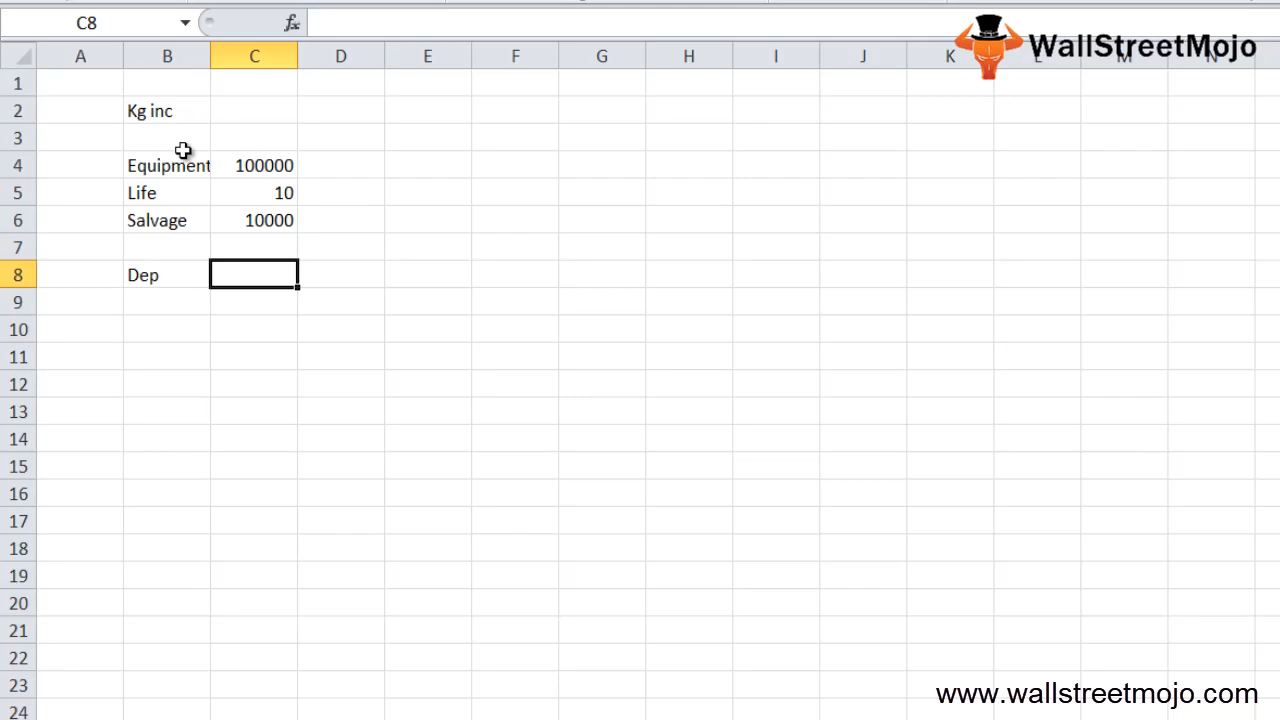 C8 fx
WallStreetMojo
A B C D E F G H I J K L M N
1
2 Kg inc
3
4 Equipment 100000
5 Life 10
6 Salvage 10000
7
8 Dep
9
10
11
12
13
14
15
16
17
18
19
20
21
22
23
www.wallstreetmojo.com
24